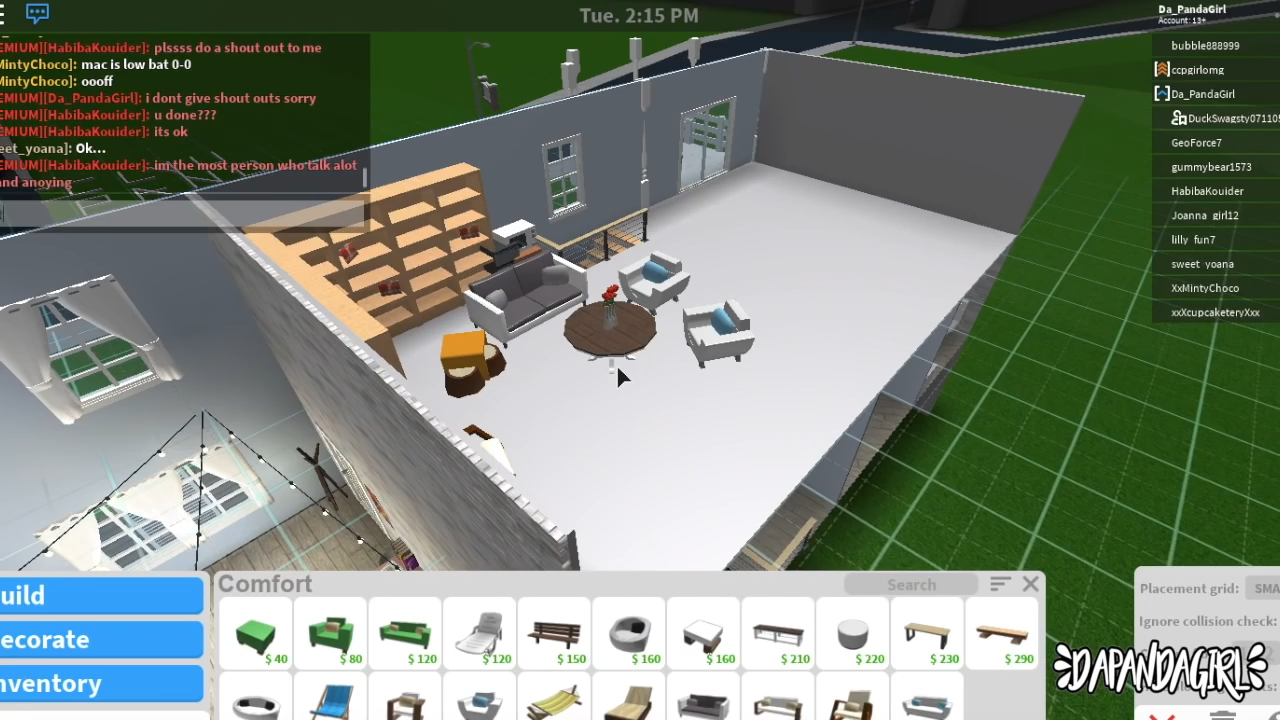 Tue. 2:15 PM
EMIUM][HabibaKouider]: plssss do a shout out to me
MintyChoco]: mac is low bat 0-0
MintyChoco]: oooff
EMIUM][Da_PandaGirl]: i dont give shout outs sorry
EMIUM][HabibaKouider]: u done???
EMIUM][HabibaKouider]: its ok
eet_yoana]: Ok...
EMIUM][HabibaKouider]: im the most person who talk alot
and anoying
Da_PandaGirl
Account: 13+
bubble888999
ccpgirlomg
Da_PandaGirl
DuckSwagsty071105
GeoForce7
gummybear1573
HabibaKouider
Joanna_girl12
lilly_fun7
sweet_yoana
XxMintyChoco
xxXcupcaketeryXxx
uild
ecorate
nventory
Comfort
Search
$ 40
$ 80
$ 120
$ 120
$ 150
$ 160
$ 160
$ 210
$ 220
$ 230
$ 290
Placement grid: SMA
Ignore collision check:
DAPANDAGIRL